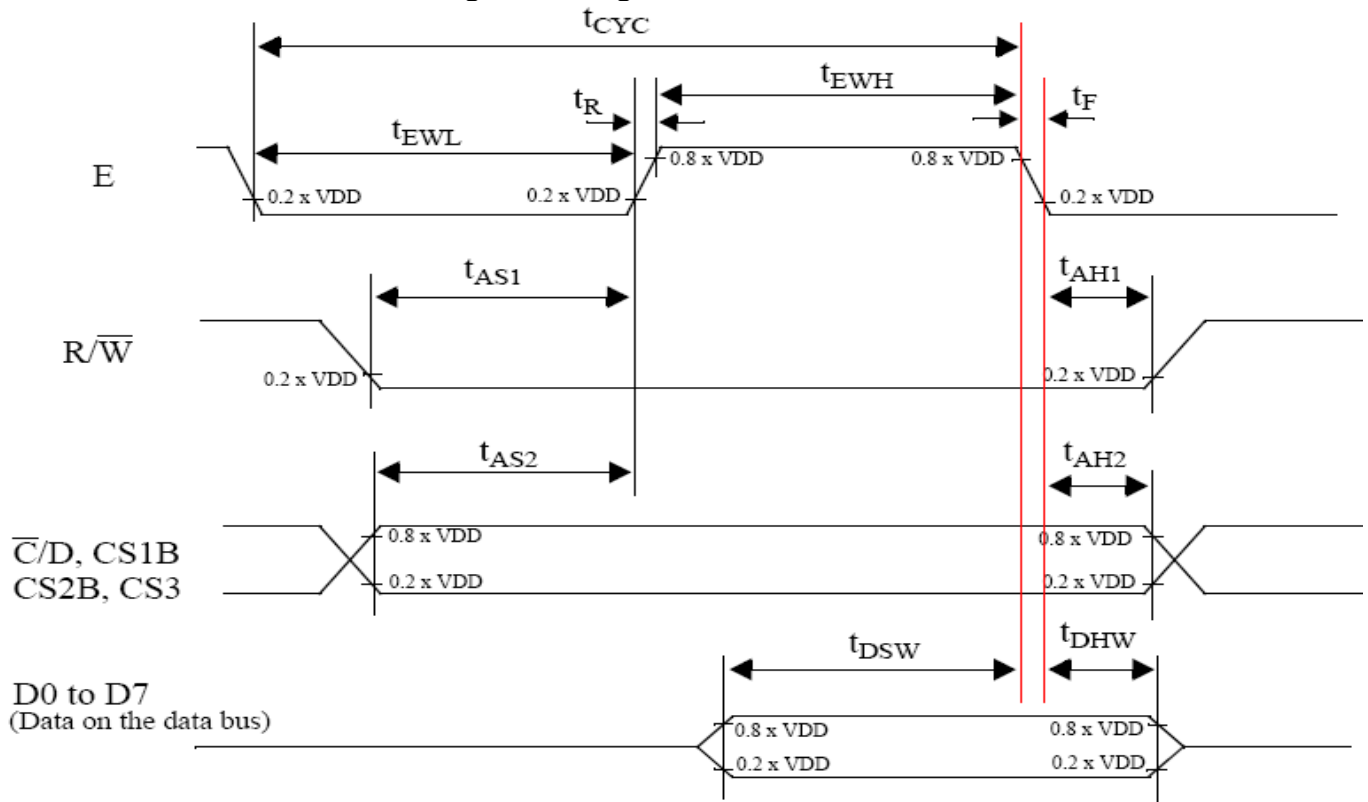 tCYC
tEWH
tR
tF
tEWL
E
0.8 x VDD
0.8 x VDD
0.2 x VDD
0.2 x VDD
0.2 x VDD
tAS1
tAH1
R/W̅
0.2 x VDD
0.2 x VDD
tAS2
tAH2
C̅/D, CS1B
CS2B, CS3
0.8 x VDD
0.8 x VDD
0.2 x VDD
0.2 x VDD
tDSW
tDHW
D0 to D7
(Data on the data bus)
0.8 x VDD
0.8 x VDD
0.2 x VDD
0.2 x VDD